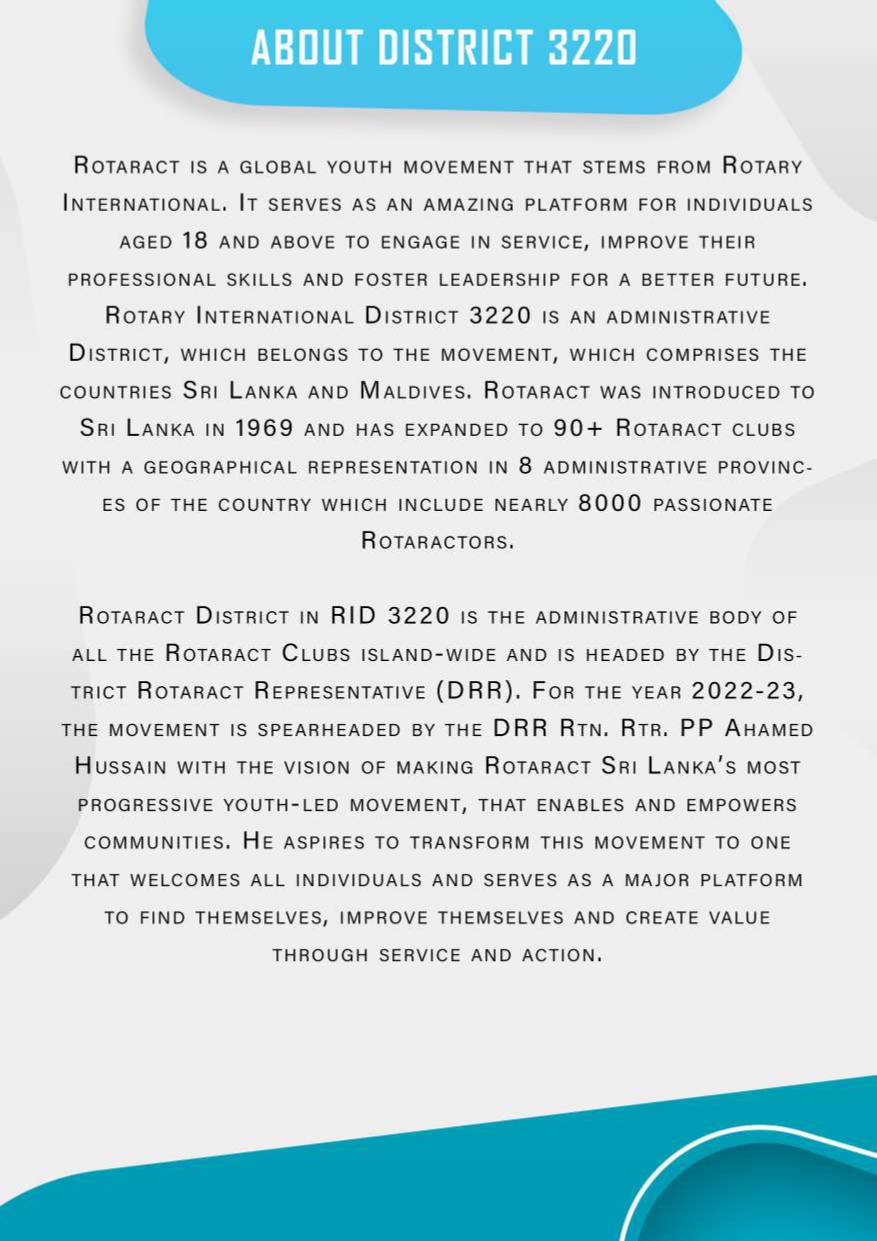 ABOUT DISTRICT 3220
Rotaract is a global youth movement that stems from Rotary
International. It serves as an amazing platform for individuals
aged 18 and above to engage in service, improve their
professional skills and foster leadership for a better future.
Rotary International District 3220 is an administrative
District, which belongs to the movement, which comprises the
countries Sri Lanka and Maldives. Rotaract was introduced to
Sri Lanka in 1969 and has expanded to 90+ Rotaract clubs
with a geographical representation in 8 administrative provinc-
es of the country which include nearly 8000 passionate
Rotaractors.
Rotaract District in RID 3220 is the administrative body of
all the Rotaract Clubs island-wide and is headed by the Dis-
trict Rotaract Representative (DRR). For the year 2022-23,
the movement is spearheaded by the DRR Rtn. Rtr. PP Ahamed
Hussain with the vision of making Rotaract Sri Lanka's most
progressive youth-led movement, that enables and empowers
communities. He aspires to transform this movement to one
that welcomes all individuals and serves as a major platform
to find themselves, improve themselves and create value
through service and action.